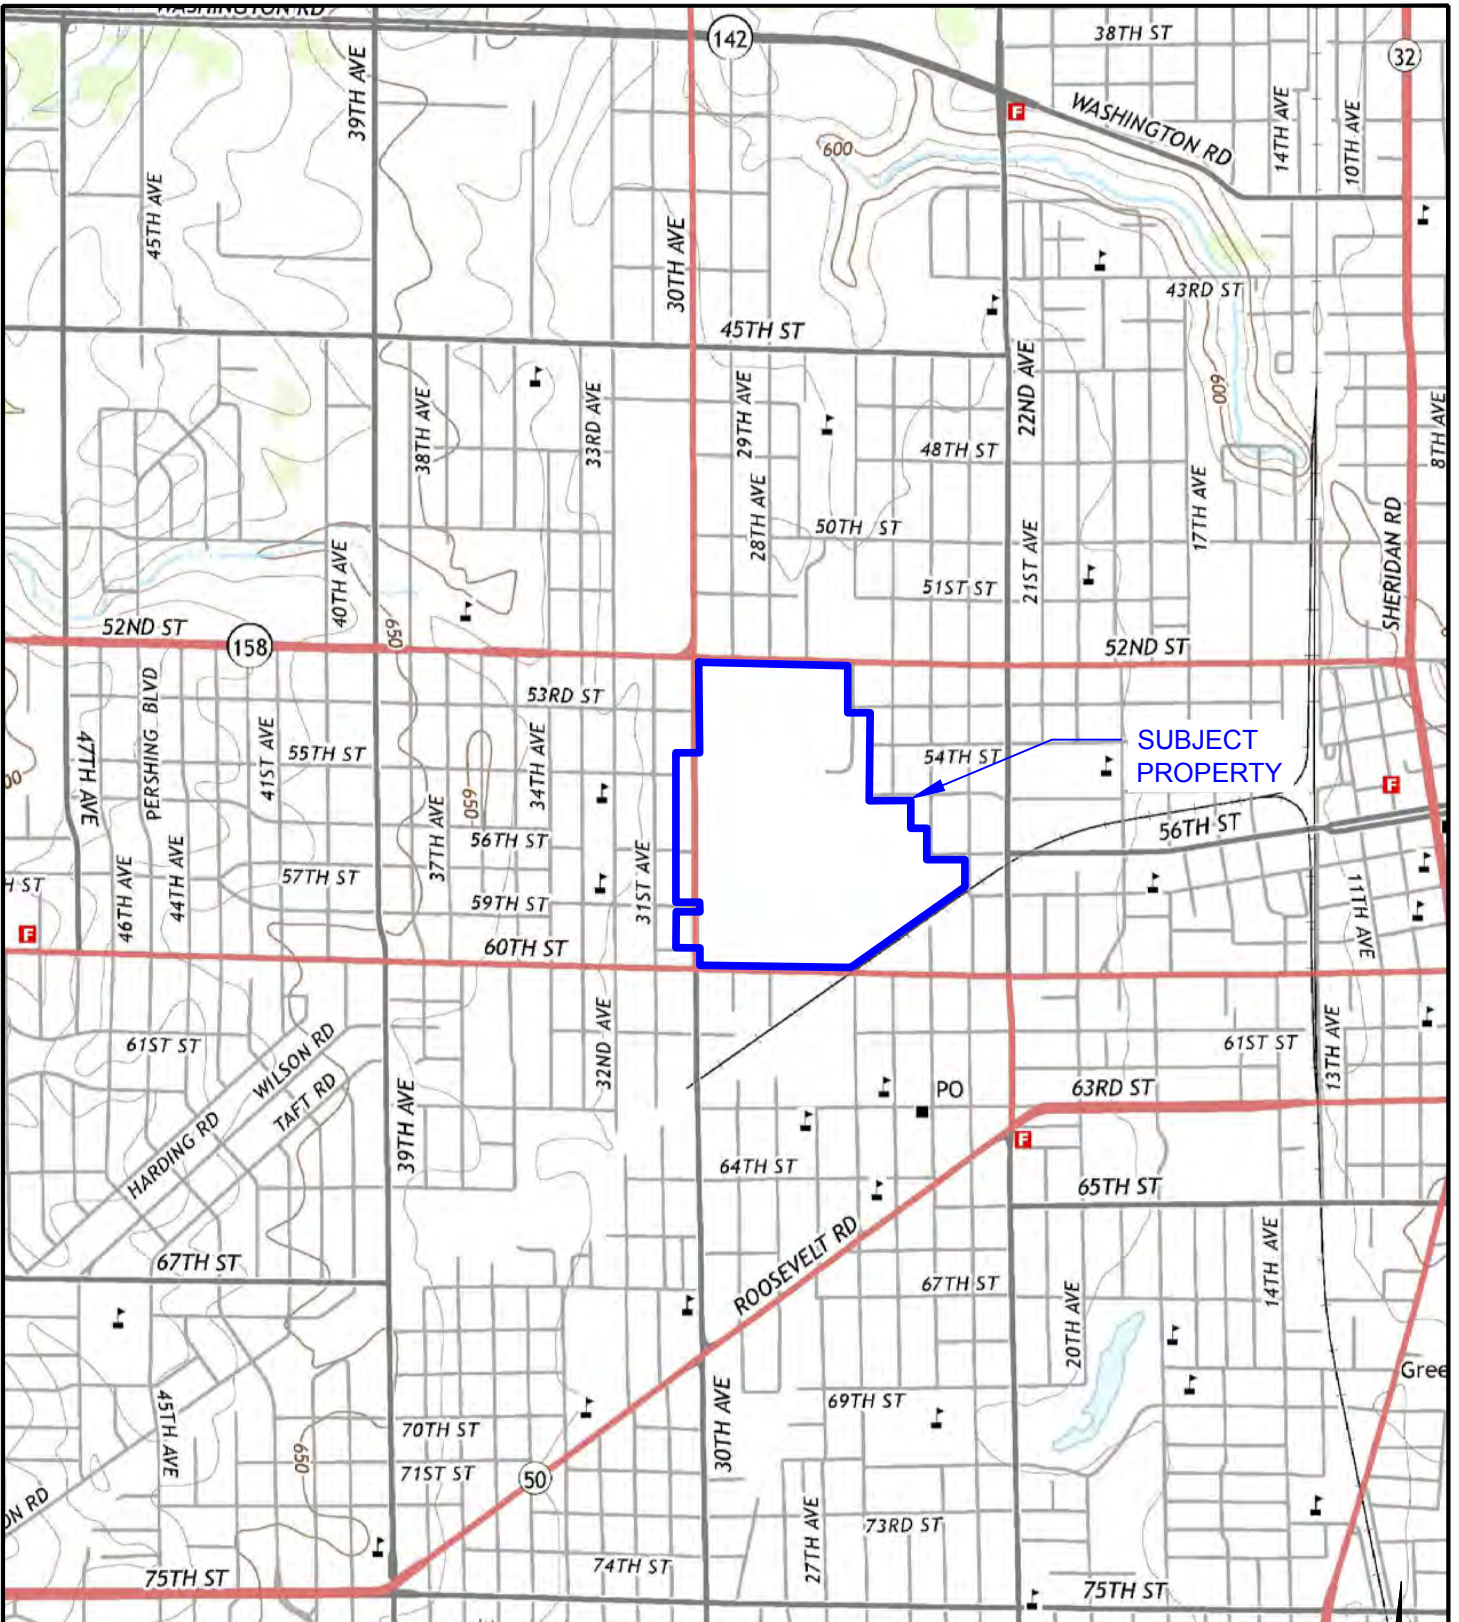 WASHINGTON RD
142
38TH ST
32
39TH AVE
F
WASHINGTON RD
14TH AVE
10TH AVE
600
45TH AVE
30TH AVE
43RD ST
45TH ST
22ND AVE
38TH AVE
33RD AVE
29TH AVE
600
8TH AVE
48TH ST
28TH AVE
17TH AVE
50TH ST
21ST AVE
SHERIDAN RD
40TH AVE
51ST ST
52ND ST
158
650
52ND ST
PERSHING BLVD
53RD ST
47TH AVE
41ST AVE
55TH ST
34TH AVE
54TH ST
SUBJECT
PROPERTY
00
650
F
37TH AVE
56TH ST
56TH ST
46TH AVE
44TH AVE
57TH ST
31ST AVE
H ST
59TH ST
11TH AVE
F
60TH ST
61ST ST
WILSON RD
32ND AVE
61ST ST
13TH AVE
TAFT RD
39TH AVE
PO
63RD ST
HARDING RD
F
64TH ST
65TH ST
67TH ST
ROOSEVELT RD
14TH AVE
67TH ST
20TH AVE
Gree
45TH AVE
30TH AVE
69TH ST
70TH ST
650
71ST ST
50
ON RD
27TH AVE
73RD ST
74TH ST
75TH ST
75TH ST